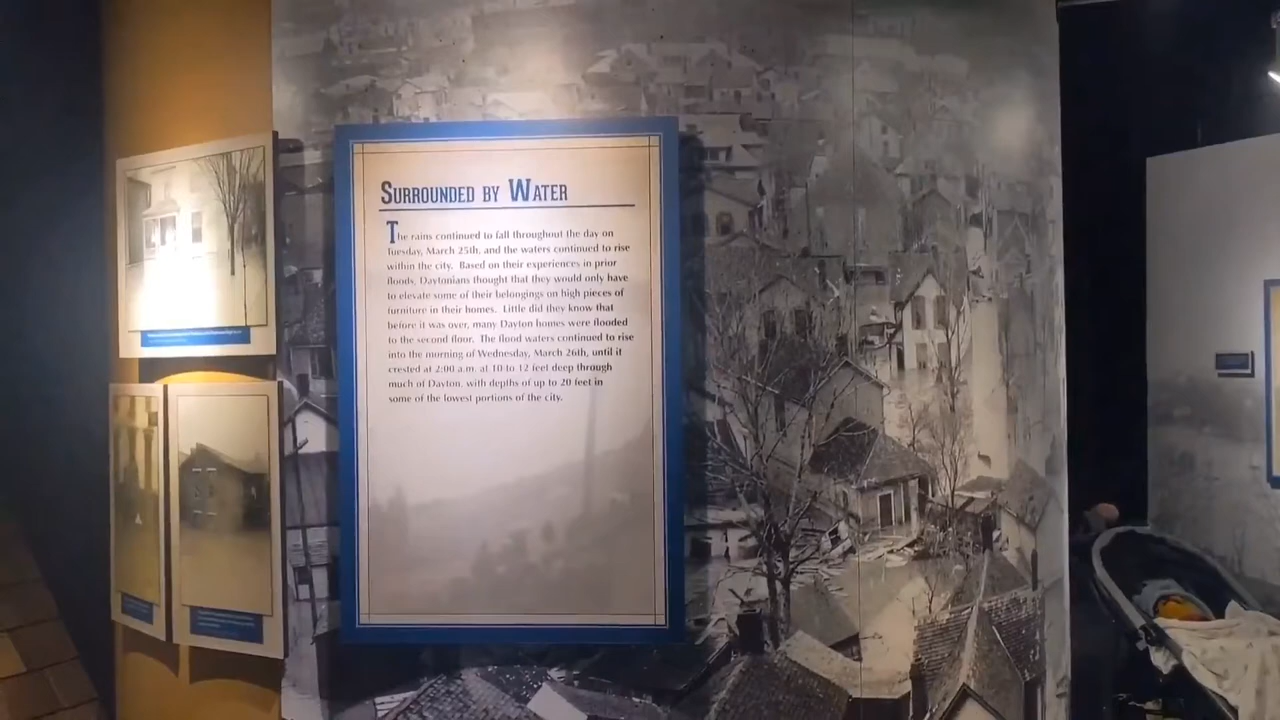 SURROUNDED BY WATER
The rains continued to fall throughout the day on
Tuesday, March 25th, and the waters continued to rise
within the city. Based on their experiences in prior
floods, Daytonians thought that they would only have
to elevate some of their belongings on high pieces of
furniture in their homes. Little did they know that
before it was over, many Dayton homes were flooded
to the second floor. The flood waters continued to rise
into the morning of Wednesday, March 26th, until it
crested at 2:00 a.m. at 10 to 12 feet deep through
much of Dayton, with depths of up to 20 feet in
some of the lowest portions of the city.